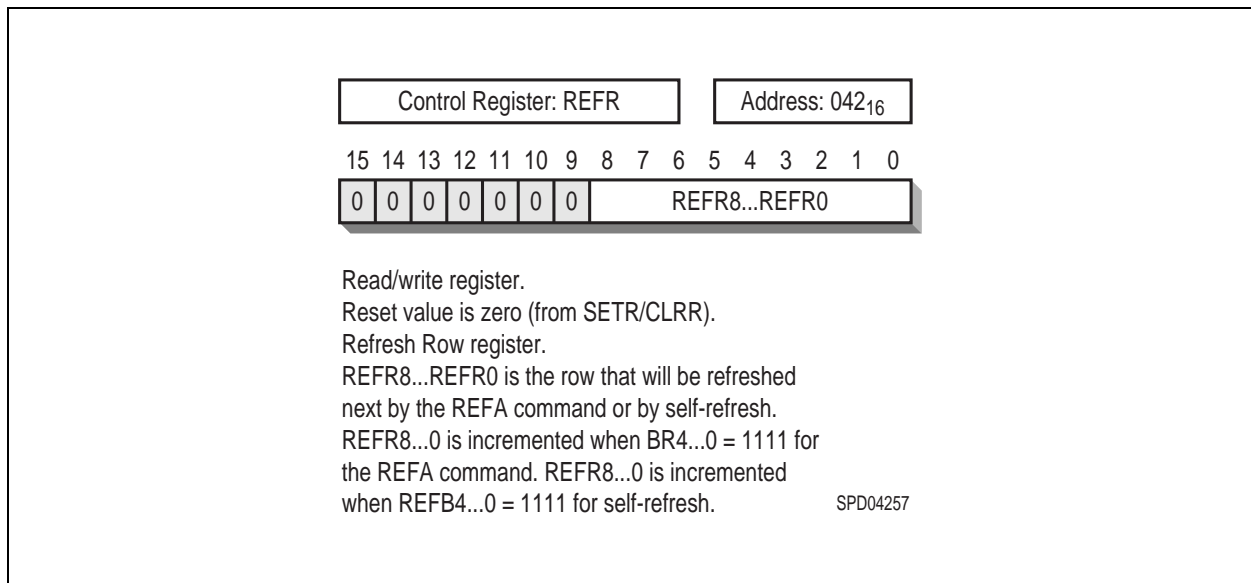 Control Register: REFR Address: 042₁₆
15 14 13 12 11 10 9 8 7 6 5 4 3 2 1 0
0 0 0 0 0 0 0 REFR8...REFR0
Read/write register.
Reset value is zero (from SETR/CLRR).
Refresh Row register.
REFR8...REFR0 is the row that will be refreshed
next by the REFA command or by self-refresh.
REFR8...0 is incremented when BR4...0 = 1111 for
the REFA command. REFR8...0 is incremented
when REFB4...0 = 1111 for self-refresh. SPD04257